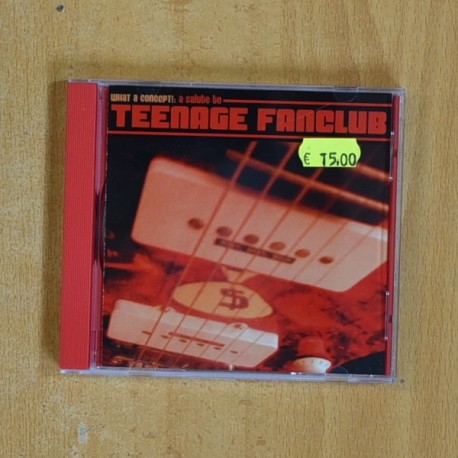 WHAT A CONCEPT!: a salute to
TEENAGE FANCLUB
€ 15,00
$